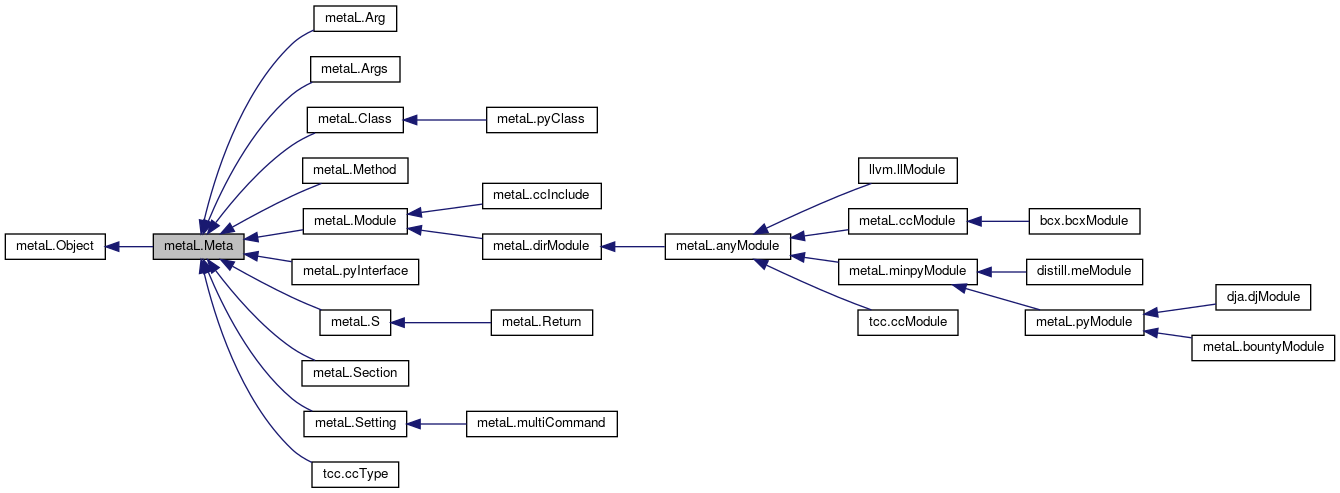 metaL.Arg
metaL.Args
metaL.Class
metaL.pyClass
metaL.Method
llvm.llModule
metaL.ccInclude
metaL.Module
metaL.ccModule
bcx.bcxModule
metaL.Object
metaL.Meta
metaL.dirModule
metaL.anyModule
metaL.pyInterface
metaL.minpyModule
distill.meModule
dja.djModule
metaL.S
metaL.Return
tcc.ccModule
metaL.pyModule
metaL.bountyModule
metaL.Section
metaL.Setting
metaL.multiCommand
tcc.ccType